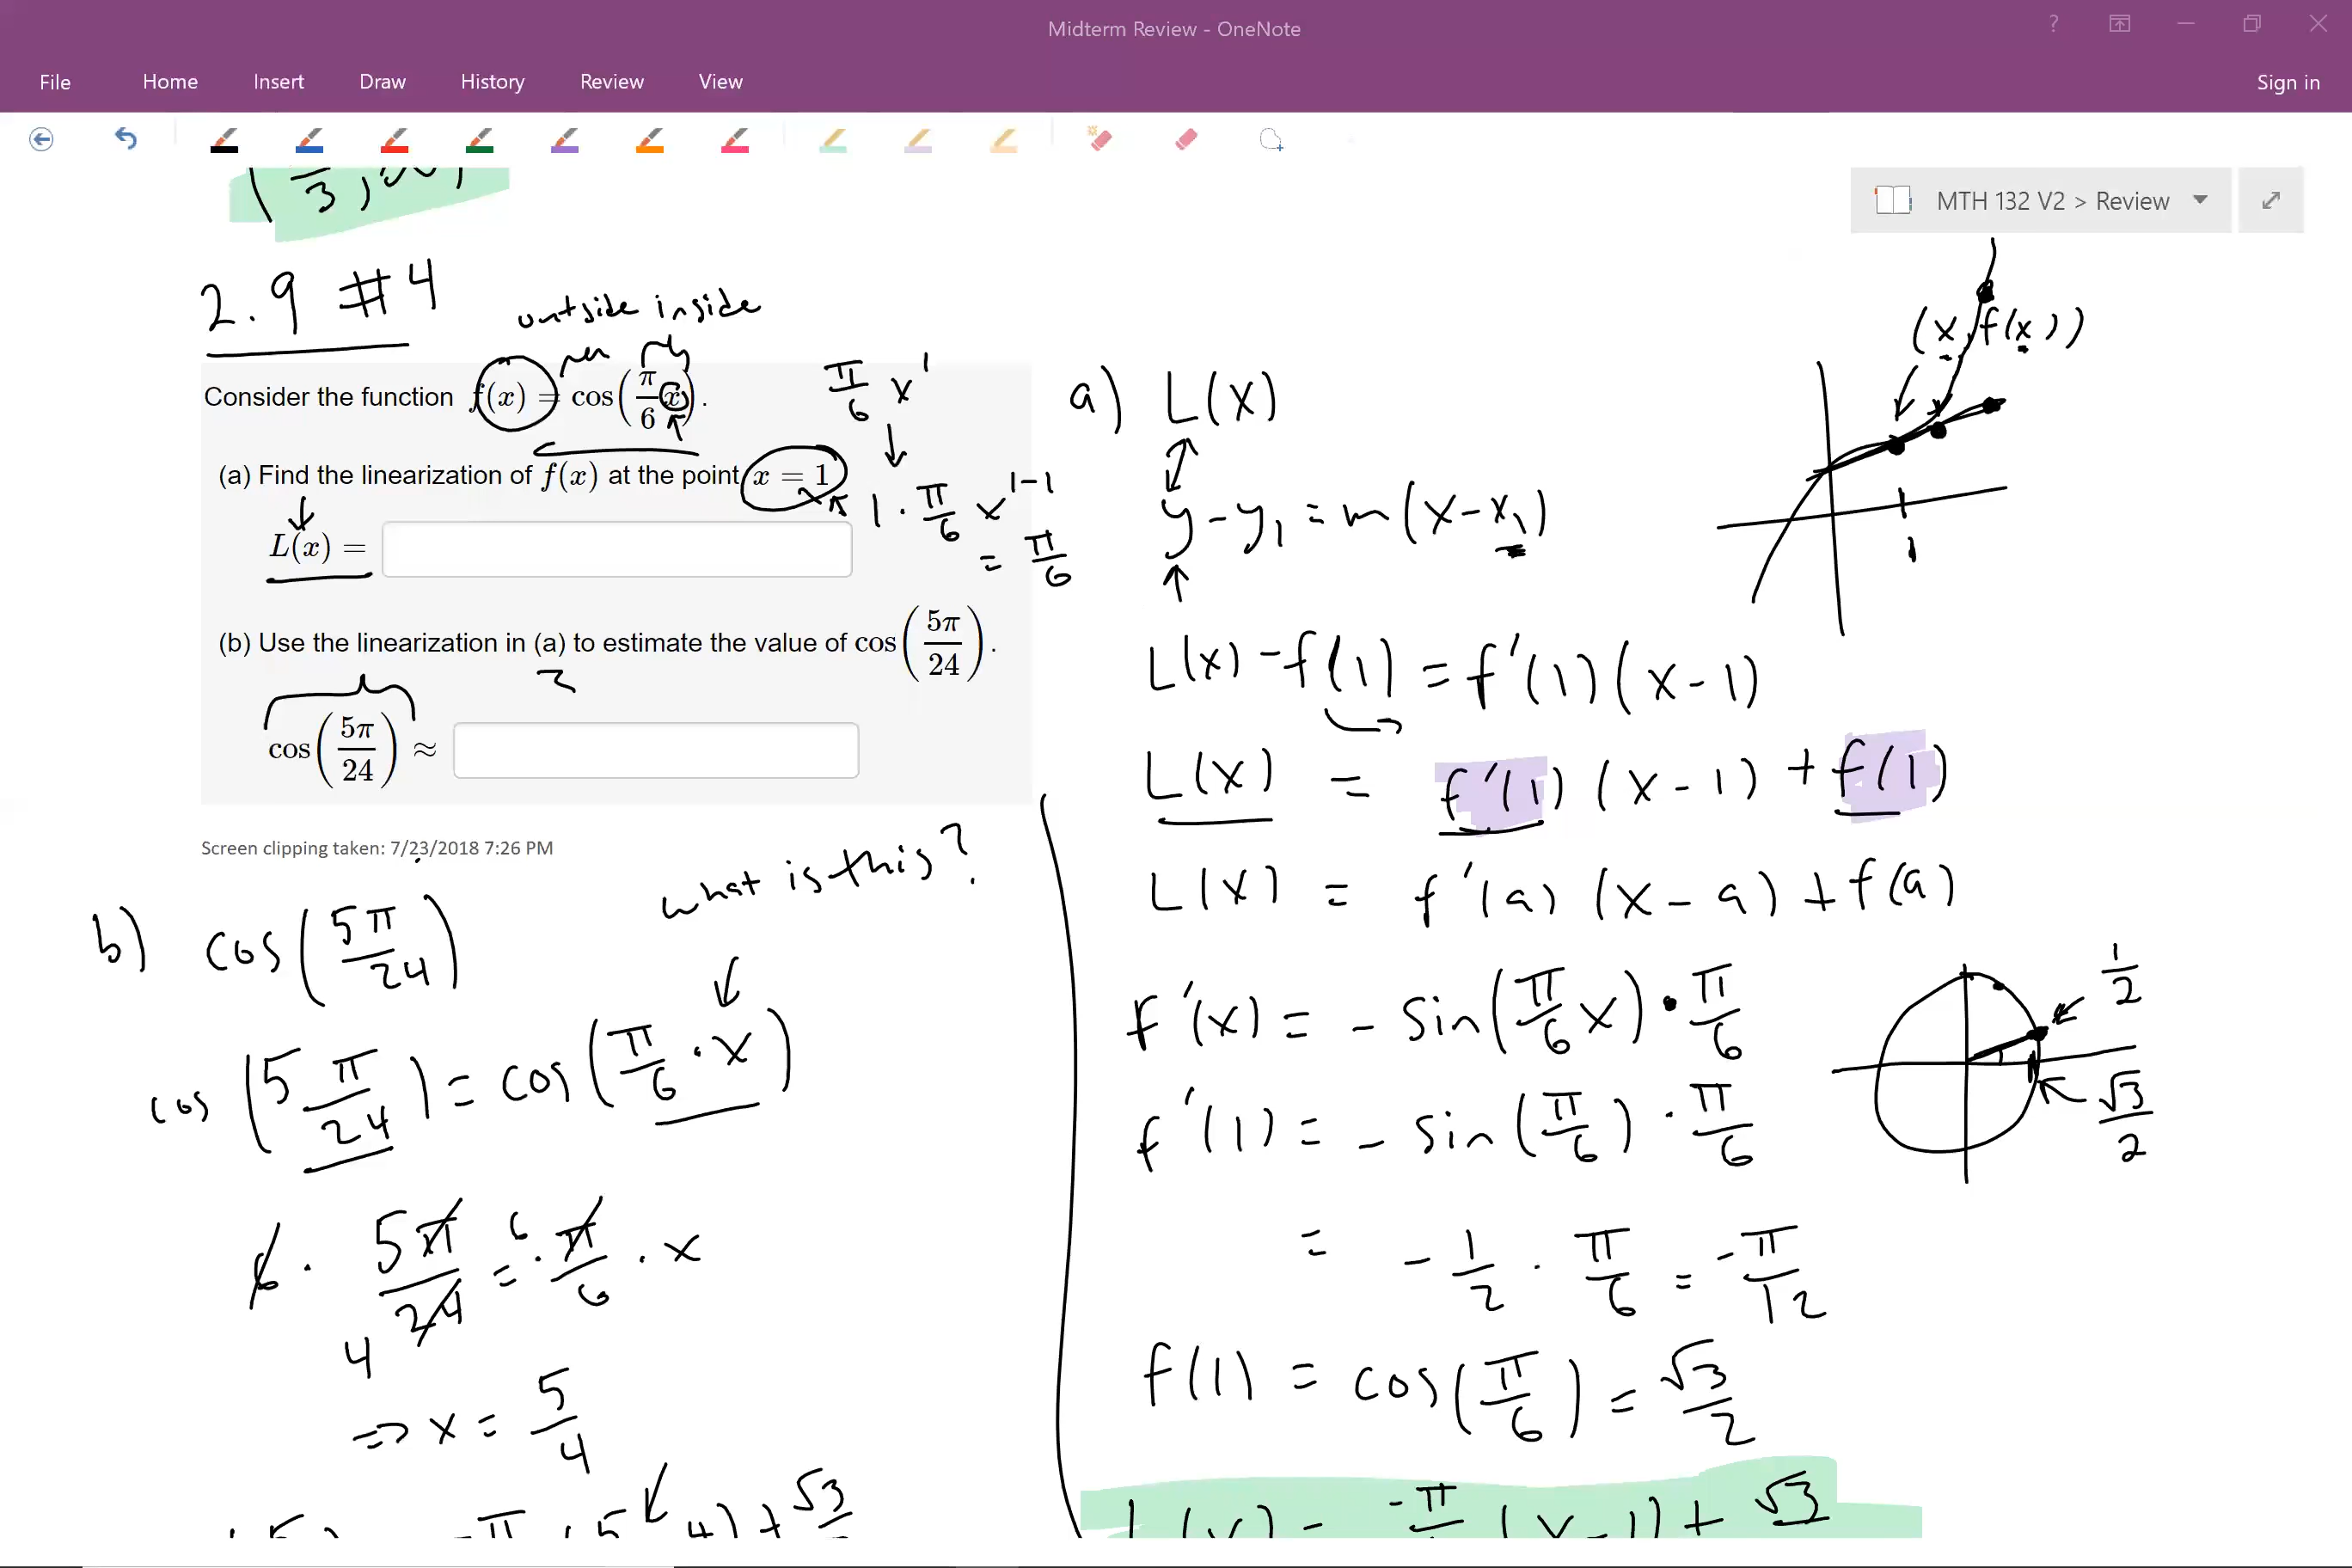 Midterm Review - OneNote
File Home Insert Draw History Review View Sign in
MTH 132 V2 > Review
2.9 #4
outside inside
Consider the function f(x) = cos(π/6 x).
(a) Find the linearization of f(x) at the point x = 1
L(x) =
π/6 x^1
1 · π/6 x^(1-1)
= π/6
(b) Use the linearization in (a) to estimate the value of cos(5π/24).
cos(5π/24) ≈
Screen clipping taken: 7/23/2018 7:26 PM
what is this?
b) cos(5π/24)
cos(5 π/24) = cos(π/6 · x)
6 · 5π/24 = 6 · π/6 · x
4
⇒ x = 5/4
a) L(x)
y - y₁ = m(x - x₁)
L(x) - f(1) = f'(1)(x-1)
L(x) = f'(1)(x-1) + f(1)
L(x) = f'(a)(x-a) + f(a)
f'(x) = - sin(π/6 x) · π/6
f'(1) = - sin(π/6) · π/6
= - 1/2 · π/6 = -π/12
f(1) = cos(π/6) = √3/2
L(x) = -π (x-1) + √3
(x, f(x))
1
1/2
√3/2